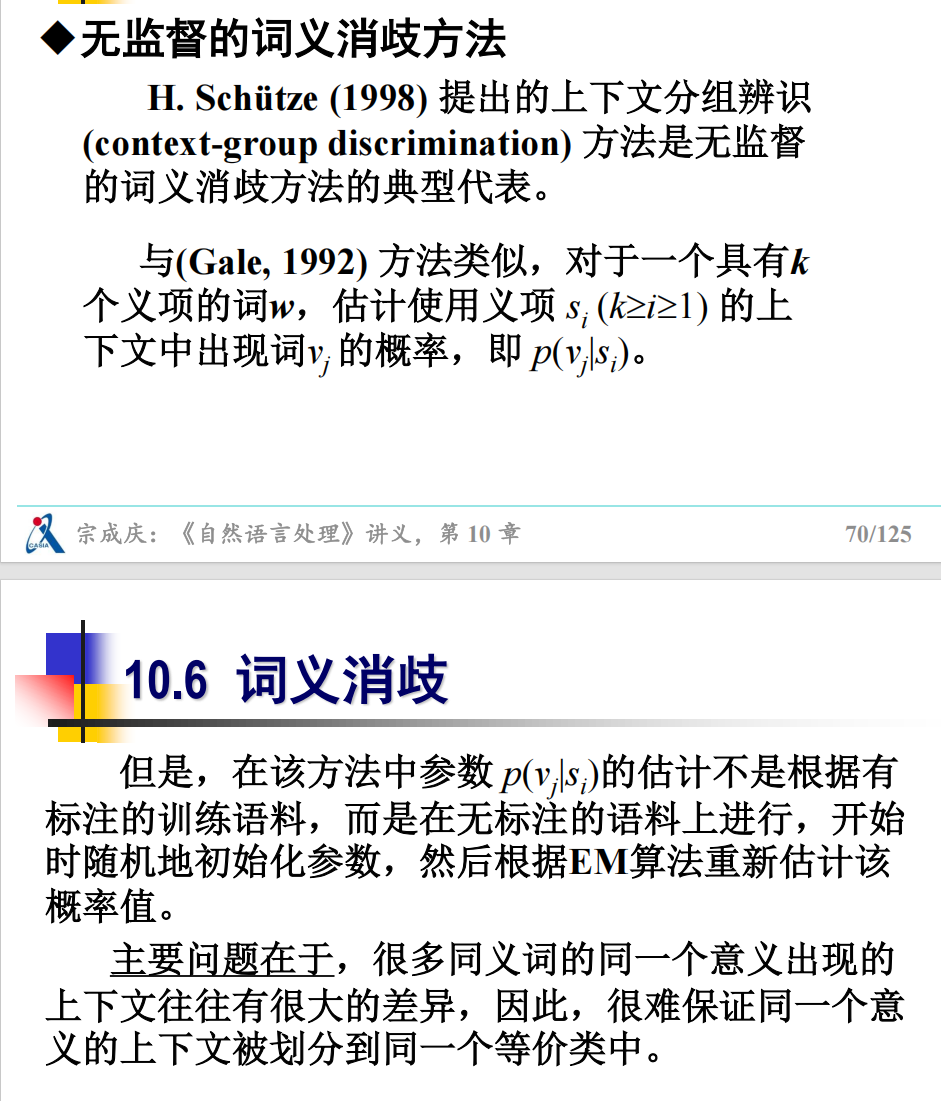 ◆无监督的词义消歧方法
H. Schütze (1998) 提出的上下文分组辨识
(context-group discrimination) 方法是无监督
的词义消歧方法的典型代表。
与(Gale, 1992) 方法类似，对于一个具有k
个义项的词w，估计使用义项 si (k≥i≥1) 的上
下文中出现词vj 的概率，即 p(vj|si)。
CASIA
宗成庆：《自然语言处理》讲义，第 10 章
70/125
10.6 词义消歧
但是，在该方法中参数 p(vj|si)的估计不是根据有
标注的训练语料，而是在无标注的语料上进行，开始
时随机地初始化参数，然后根据EM算法重新估计该
概率值。
主要问题在于，很多同义词的同一个意义出现的
上下文往往有很大的差异，因此，很难保证同一个意
义的上下文被划分到同一个等价类中。